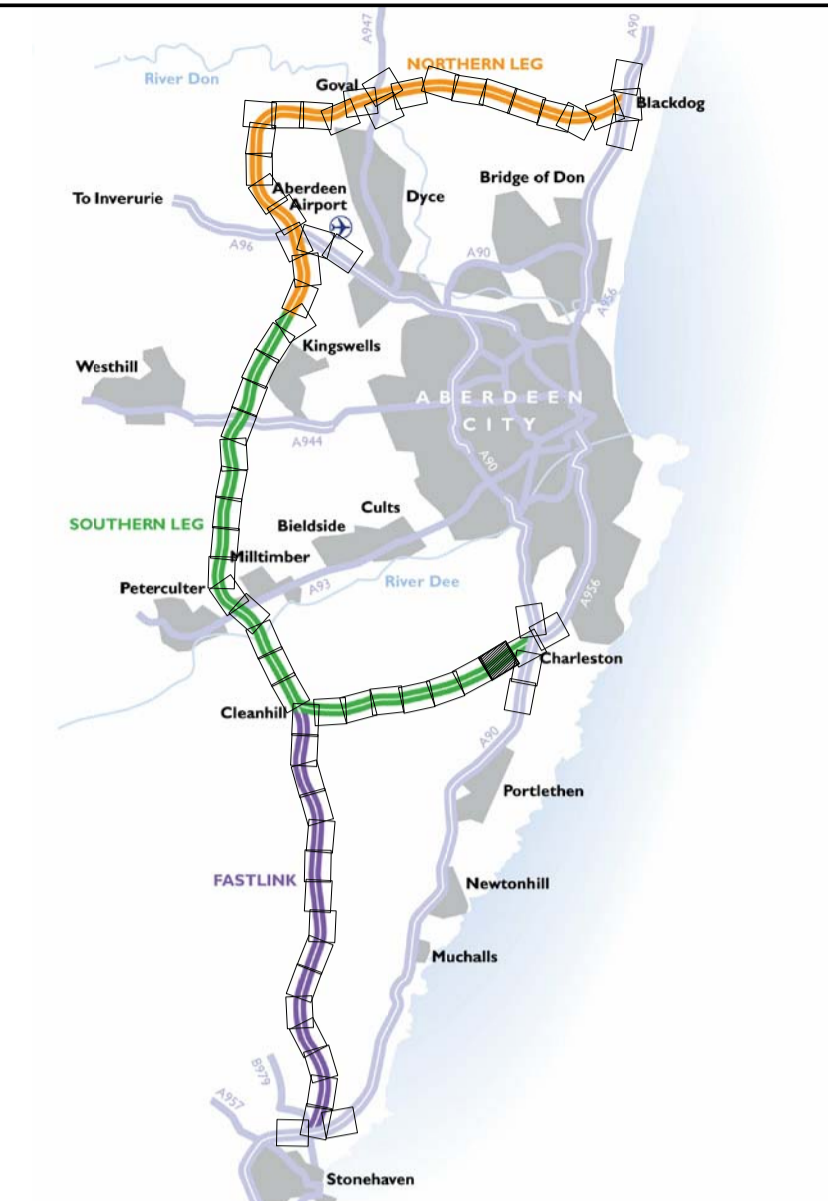 A947
A90
NORTHERN LEG
River Don
Goval
Blackdog
Bridge of Don
Aberdeen
Airport
Dyce
To Inverurie
A96
A90
A956
Kingswells
Westhill
ABERDEEN
CITY
A944
A90
Cults
SOUTHERN LEG
Bieldside
Milltimber
Peterculter
A93
River Dee
A956
Charleston
Cleanhill
A90
Portlethen
FASTLINK
Newtonhill
Muchalls
B979
A957
Stonehaven